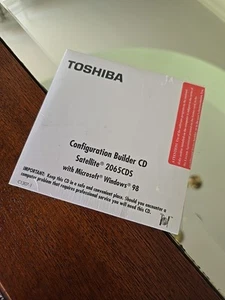 TOSHIBA
Configuration Builder CD
Satellite® 2065CDS
with Microsoft® Windows® 98
IMPORTANT: Keep this CD in a safe and convenient place. Should you encounter a
computer problem that requires professional service you will need this CD.